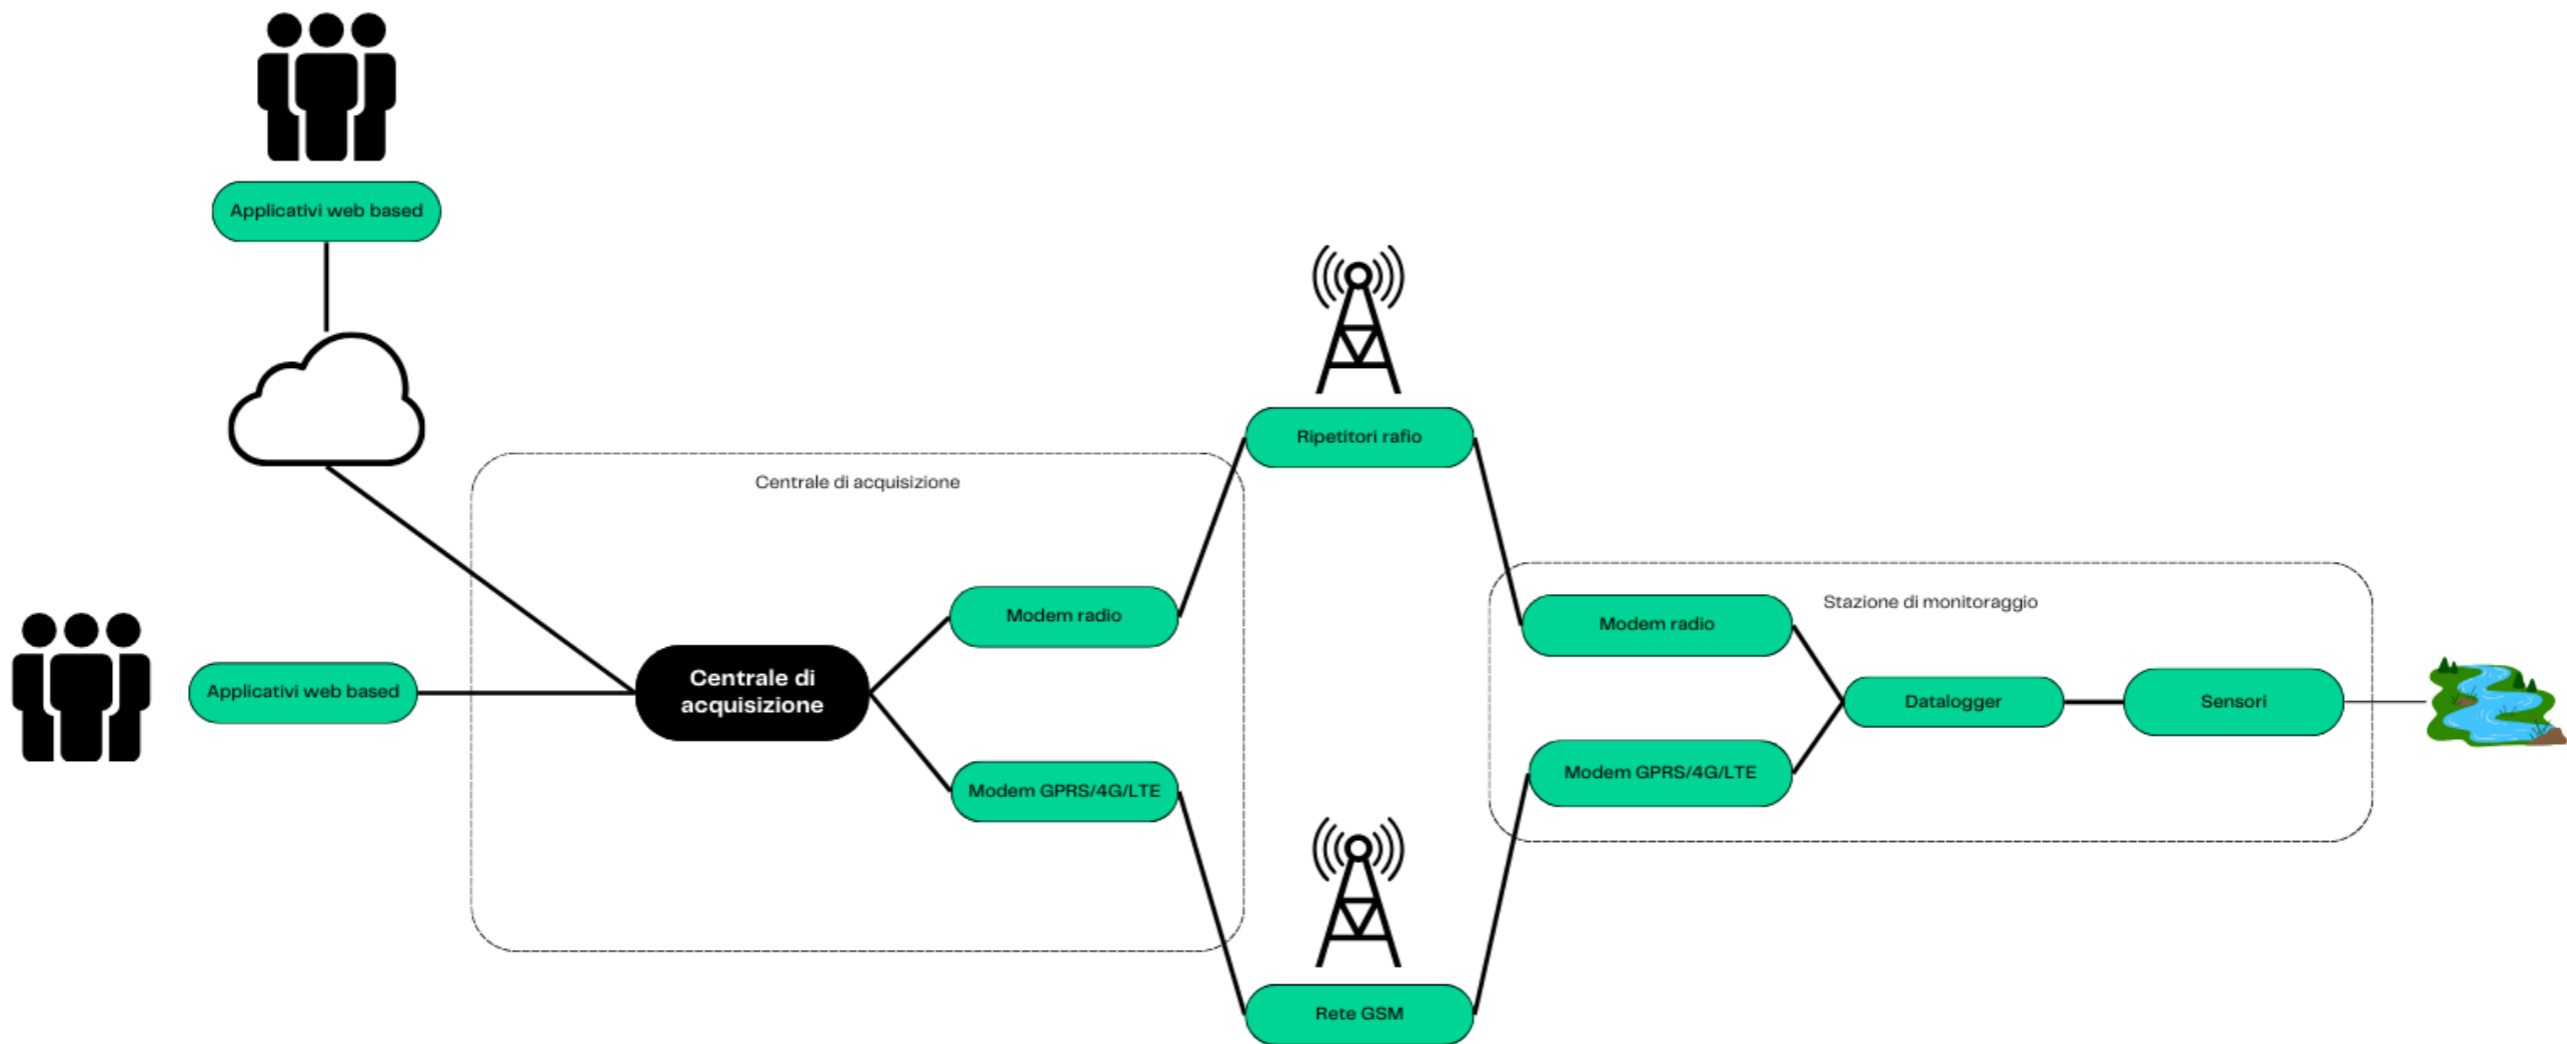 Applicativi web based
Ripetitori rafio
Centrale di acquisizione
Stazione di monitoraggio
Modem radio
Modem radio
Applicativi web based
Centrale di
acquisizione
Datalogger
Sensori
Modem GPRS/4G/LTE
Modem GPRS/4G/LTE
Rete GSM